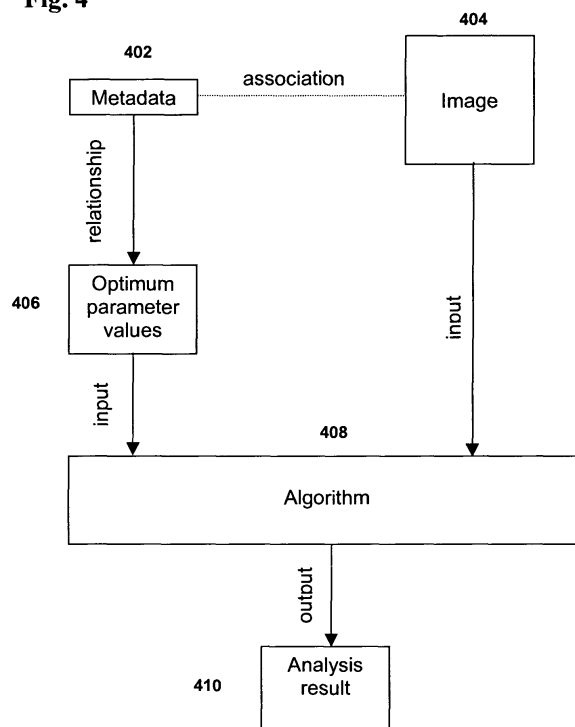 Fig. 4
404
402
association
Metadata
Image
relationship
Optimum
parameter
values
406
input
input
408
Algorithm
output
Analysis
result
410